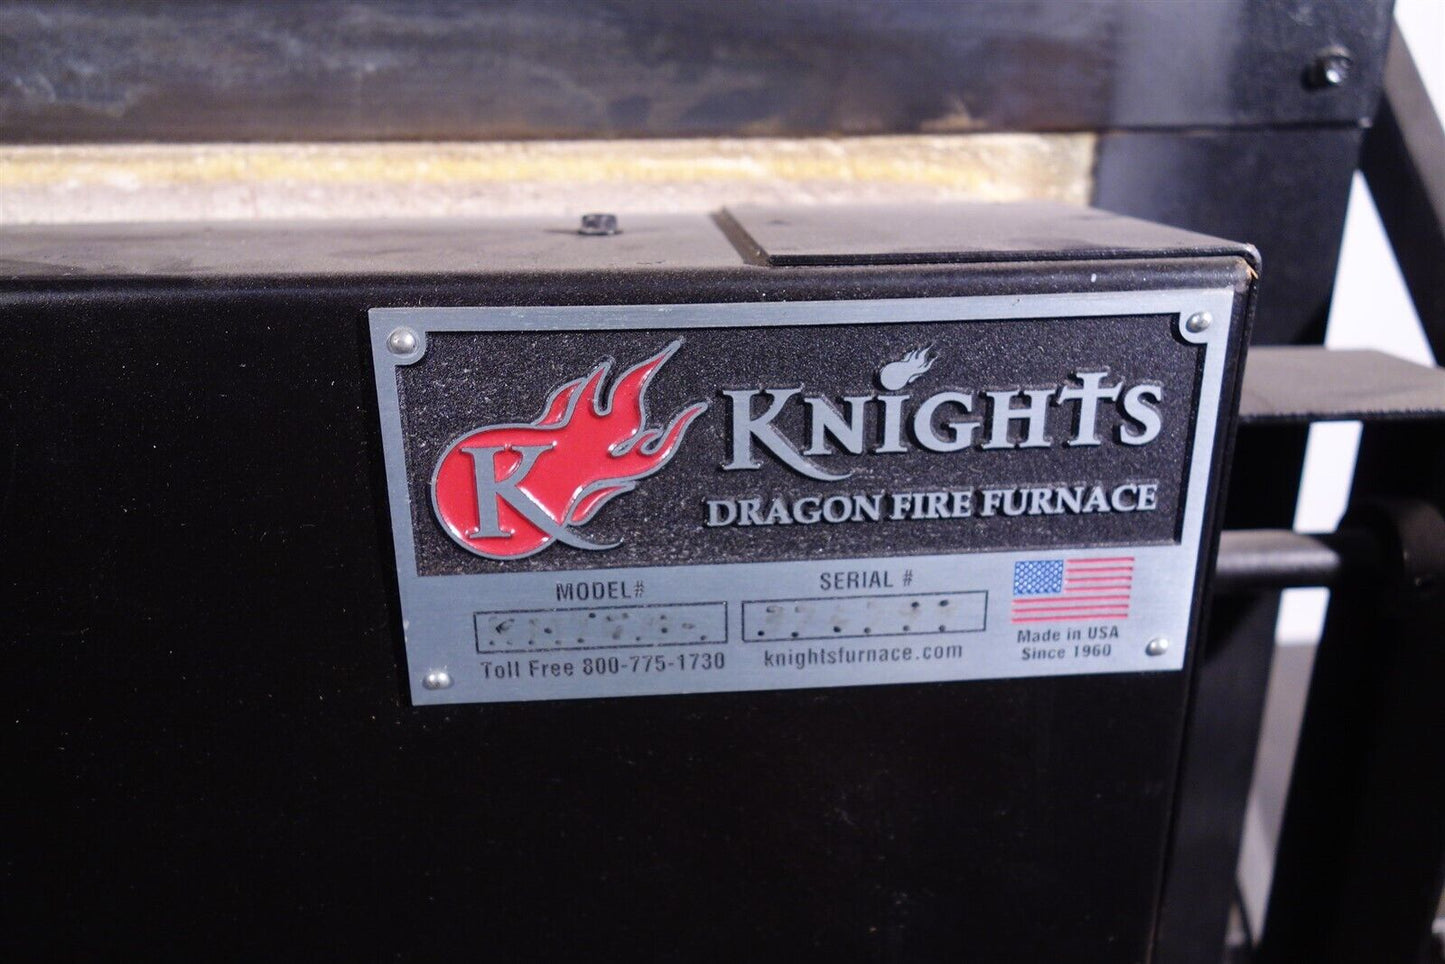 K
KNiGHTS
DRAGON FIRE FURNACE
MODEL#
SERIAL #
Toll Free 800-775-1730
knightsfurnace.com
Made in USA
Since 1960